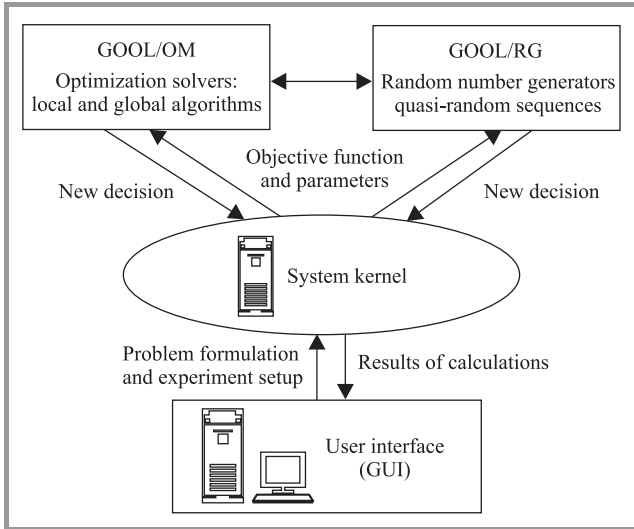 GOOL/OM
Optimization solvers:
local and global algorithms
GOOL/RG
Random number generators
quasi-random sequences
Objective function
and parameters
New decision
New decision
System kernel
Problem formulation
and experiment setup
Results of calculations
User interface
(GUI)